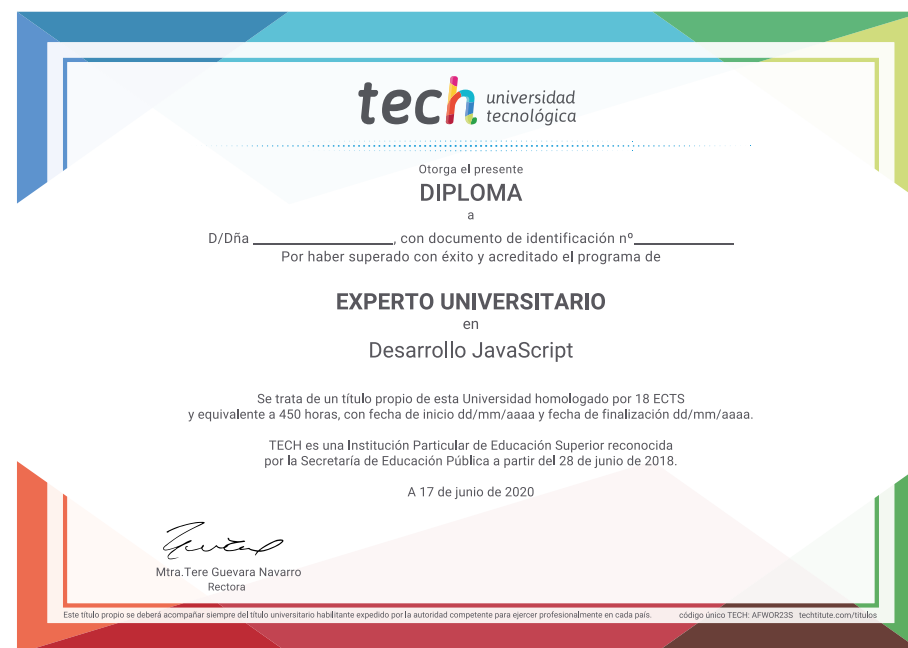 tech universidad
tecnológica
Otorga el presente
DIPLOMA
a
D/Dña ____________, con documento de identificación nº____________
Por haber superado con éxito y acreditado el programa de
EXPERTO UNIVERSITARIO
en
Desarrollo JavaScript
Se trata de un título propio de esta Universidad homologado por 18 ECTS
y equivalente a 450 horas, con fecha de inicio dd/mm/aaaa y fecha de finalización dd/mm/aaaa.
TECH es una Institución Particular de Educación Superior reconocida
por la Secretaría de Educación Pública a partir del 28 de junio de 2018.
A 17 de junio de 2020
Mtra.Tere Guevara Navarro
Rectora
Este título propio se deberá acompañar siempre del título universitario habilitante expedido por la autoridad competente para ejercer profesionalmente en cada país. código único TECH: AFWOR23S techtitute.com/titulos